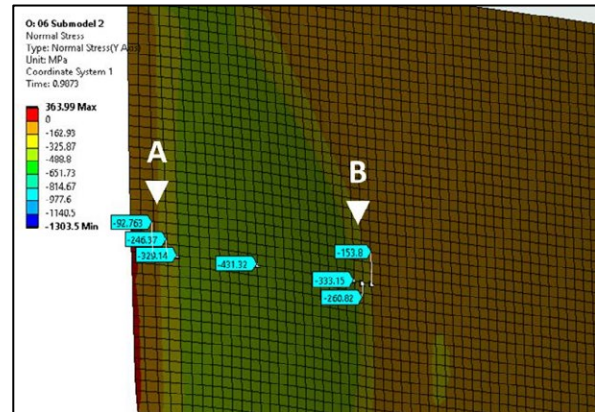 O: 06 Submodel 2
Normal Stress
Type: Normal Stress(Y Axis)
Unit: MPa
Coordinate System 1
Time: 0.9873
363.99 Max
0
-162.93
-325.87
-488.8
-651.73
-814.67
-977.6
-1140.5
-1303.5 Min
A
B
-92.763
-246.37
-329.14
-431.32
-153.8
-333.15
-260.82